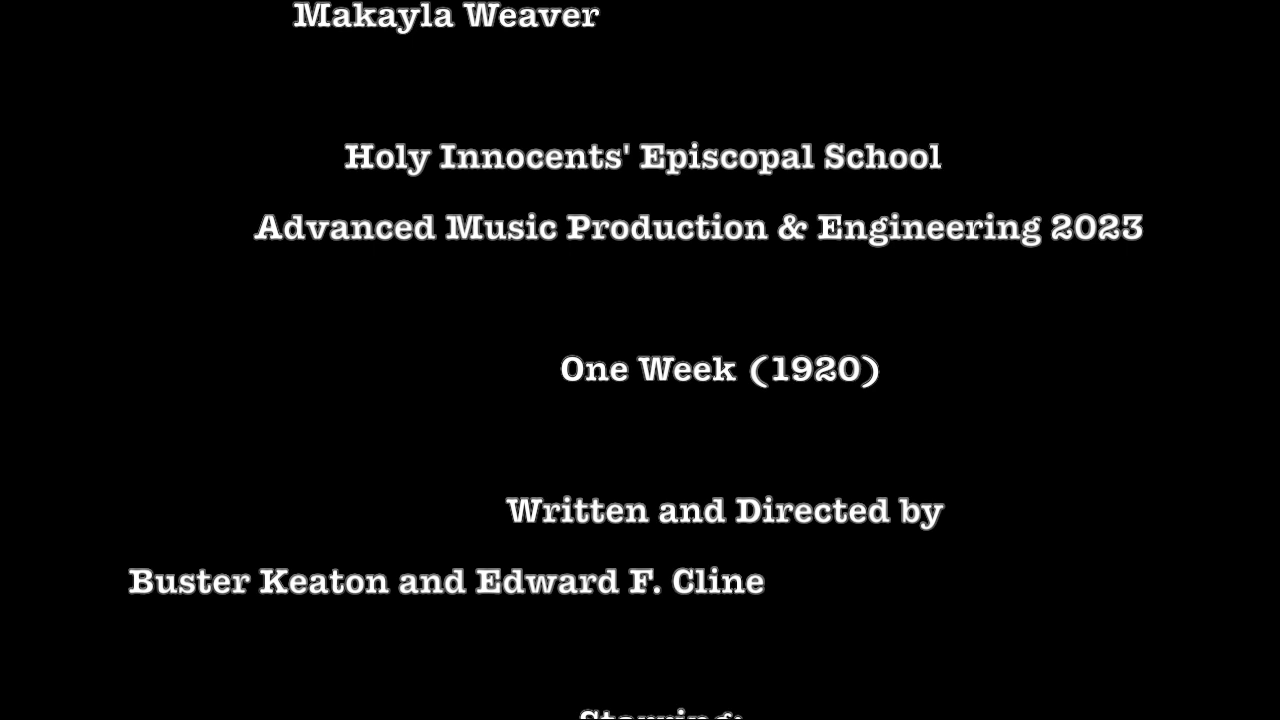 Makayla Weaver
Holy Innocents' Episcopal School
Advanced Music Production & Engineering 2023
One Week (1920)
Written and Directed by
Buster Keaton and Edward F. Cline
Starring: